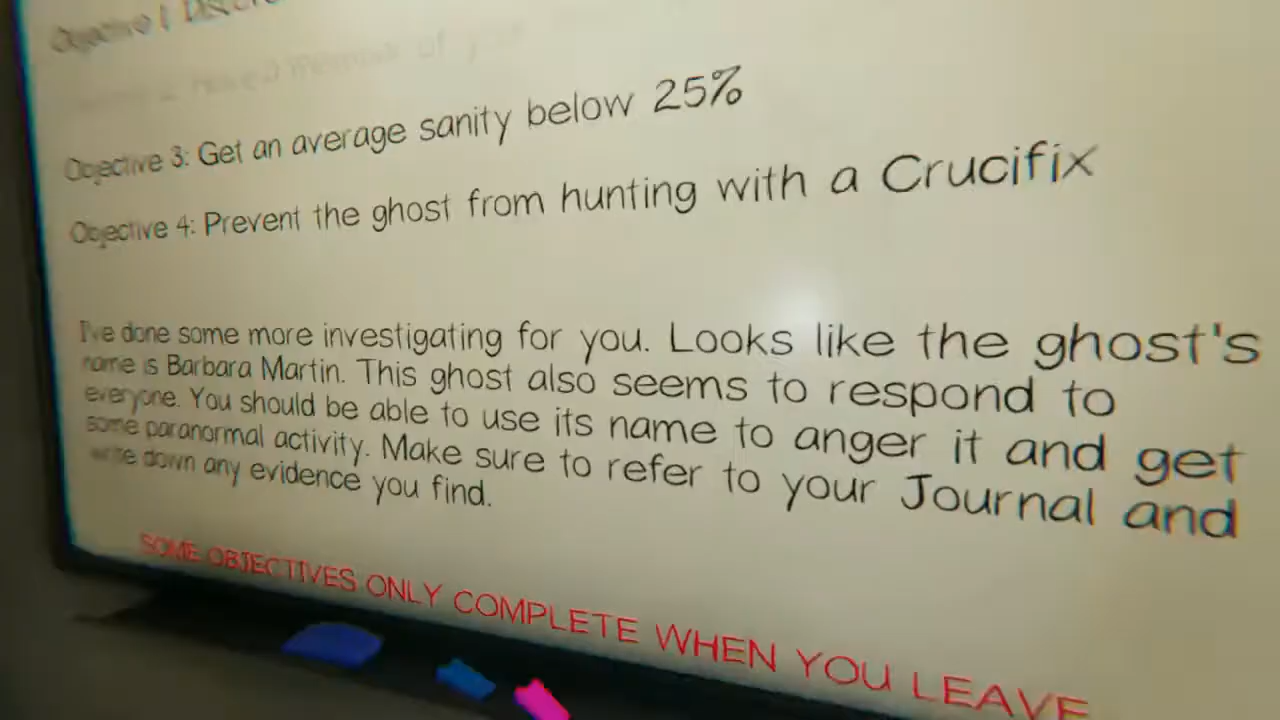 Objective 1
of
Objective 3: Get an average sanity below 25%
Objective 4: Prevent the ghost from hunting with a Crucifix
I've done some more investigating for you. Looks like the ghost's
name is Barbara Martin. This ghost also seems to respond to
everyone. You should be able to use its name to anger it and get
some paranormal activity. Make sure to refer to your Journal and
write down any evidence you find.
SOME OBJECTIVES ONLY COMPLETE WHEN YOU LEAVE